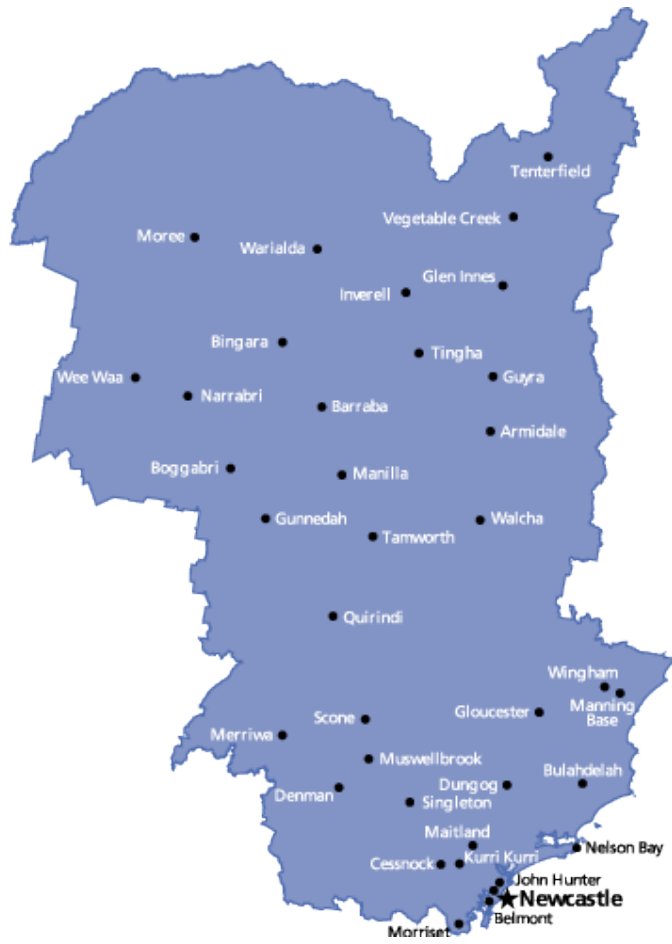 Tenterfield
Vegetable Creek
Moree
Warialda
Glen Innes
Inverell
Bingara
Tingha
Wee Waa
Guyra
Narrabri
Barraba
Armidale
Boggabri
Manilla
Gunnedah
Walcha
Tamworth
Quirindi
Wingham
Manning
Base
Gloucester
Scone
Merriwa
Muswellbrook
Bulahdelah
Dungog
Denman
Singleton
Maitland
Nelson Bay
Cessnock
Kurri Kurri
John Hunter
Newcastle
Belmont
Morriset